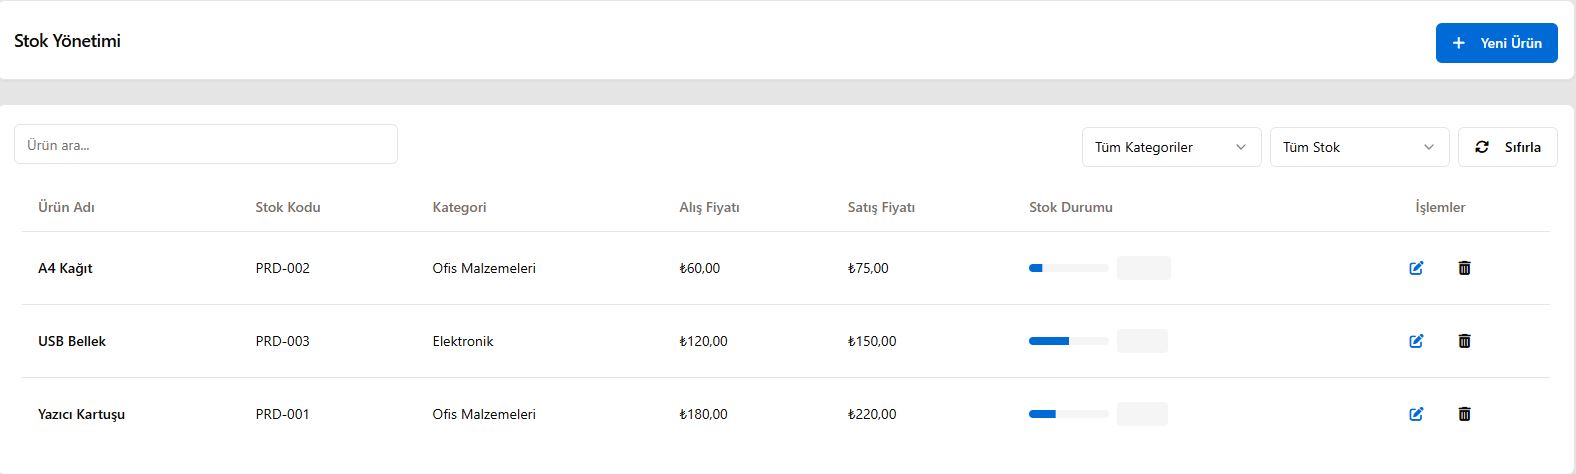 Stok Yönetimi
Yeni Ürün
Ürün ara...
Tüm Kategoriler
Tüm Stok
Sıfırla
Ürün Adı Stok Kodu Kategori Alış Fiyatı Satış Fiyatı Stok Durumu İşlemler
A4 Kağıt PRD-002 Ofis Malzemeleri ₺60,00 ₺75,00
USB Bellek PRD-003 Elektronik ₺120,00 ₺150,00
Yazıcı Kartuşu PRD-001 Ofis Malzemeleri ₺180,00 ₺220,00